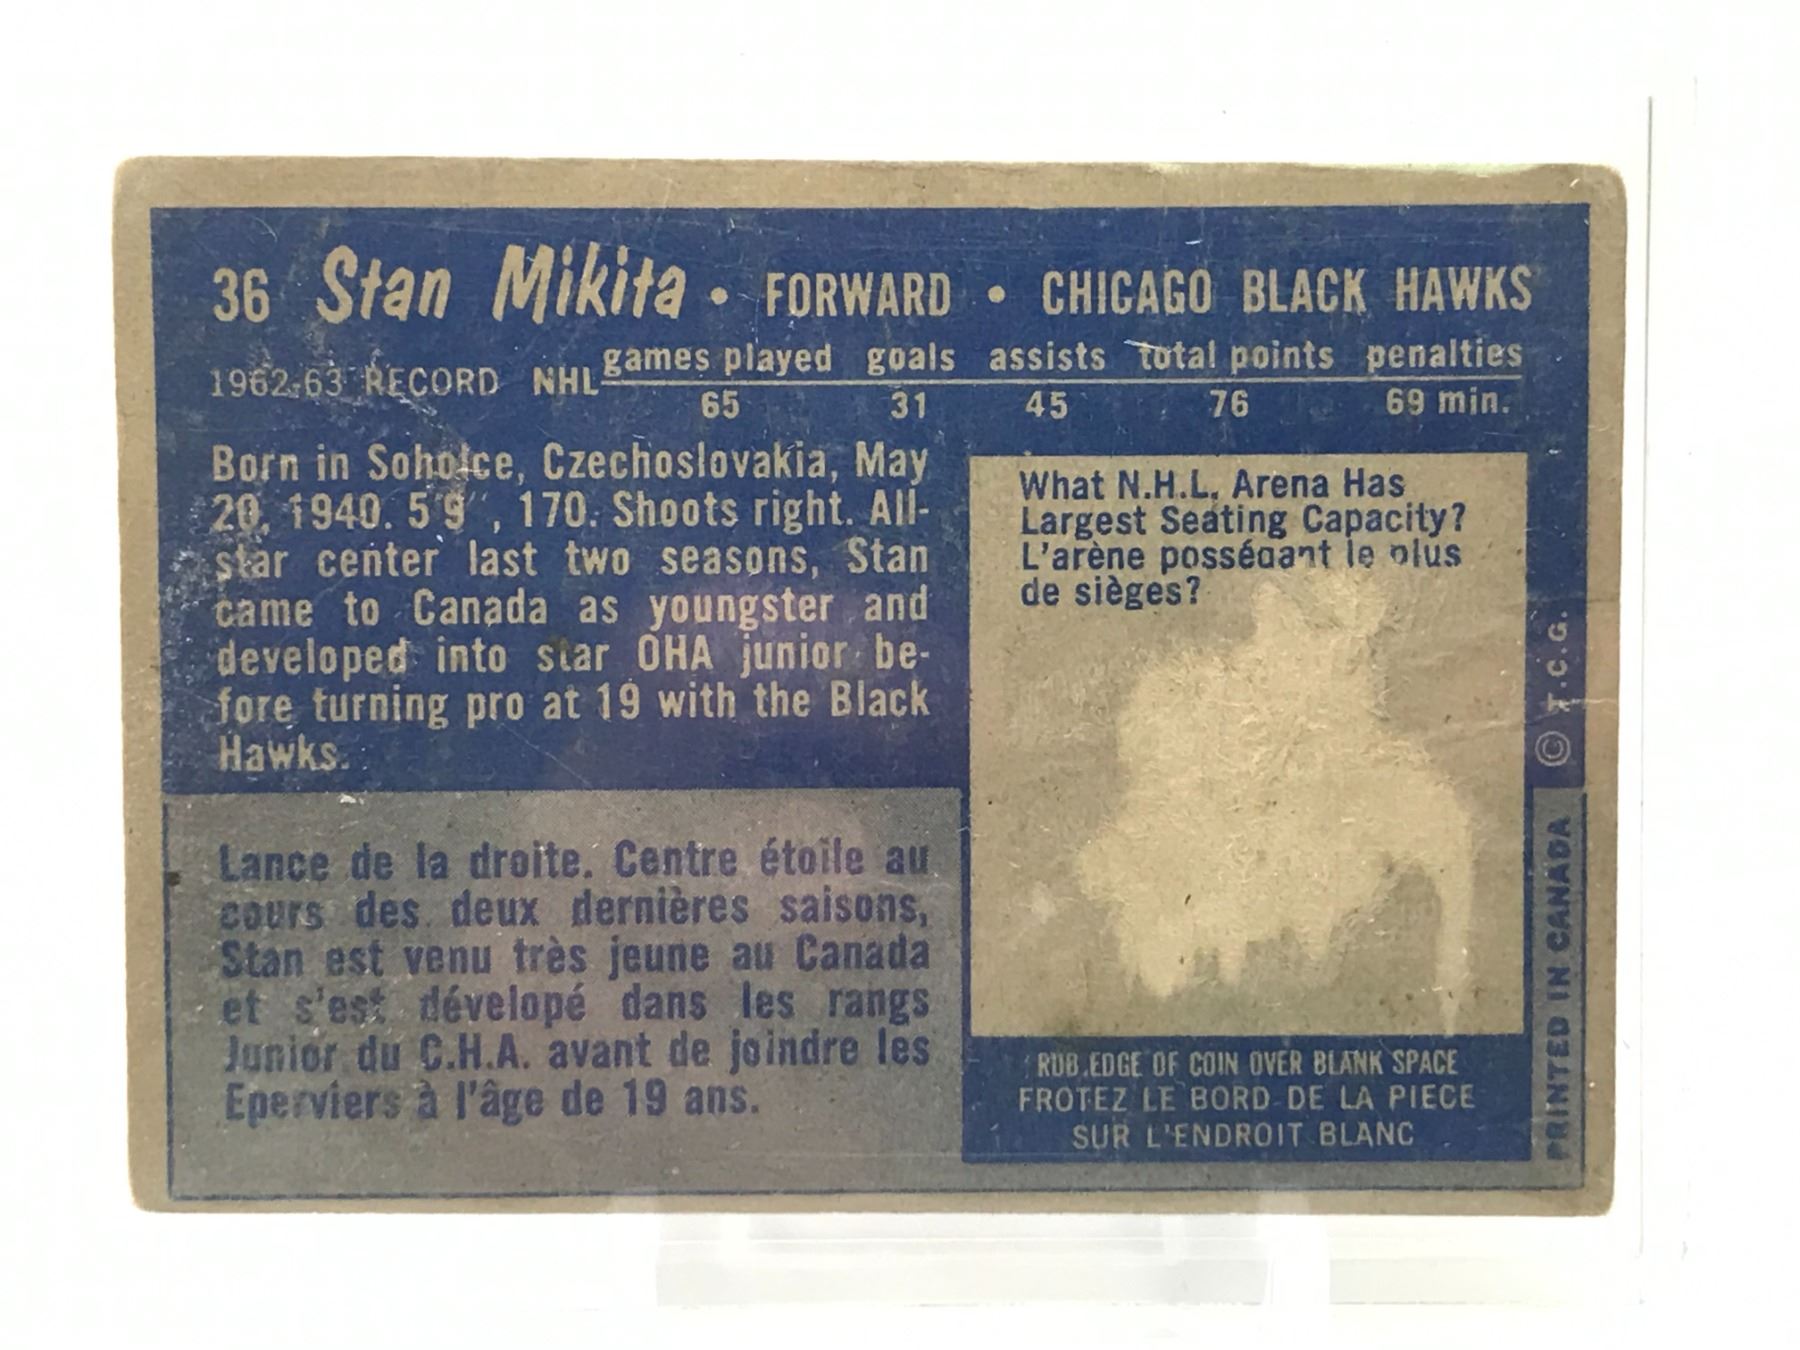 36 Stan Mikita • FORWARD • CHICAGO BLACK HAWKS
games played goals assists total points penalties
1962-63 RECORD NHL
65 31 45 76 69 min.
Born in Soholce, Czechoslovakia, May
20, 1940. 5'9", 170. Shoots right. All-
star center last two seasons, Stan
came to Canada as youngster and
developed into star OHA junior be-
fore turning pro at 19 with the Black
Hawks.
Lance de la droite. Centre étoile au
cours des deux dernières saisons,
Stan est venu très jeune au Canada
et s'est dévelopé dans les rangs
Junior du C.H.A. avant de joindre les
Eperviers à l'âge de 19 ans.
What N.H.L. Arena Has
Largest Seating Capacity?
L'arène possédant le plus
de sièges?
RUB EDGE OF COIN OVER BLANK SPACE
FROTEZ LE BORD DE LA PIECE
SUR L'ENDROIT BLANC
PRINTED IN CANADA © T.C.G.